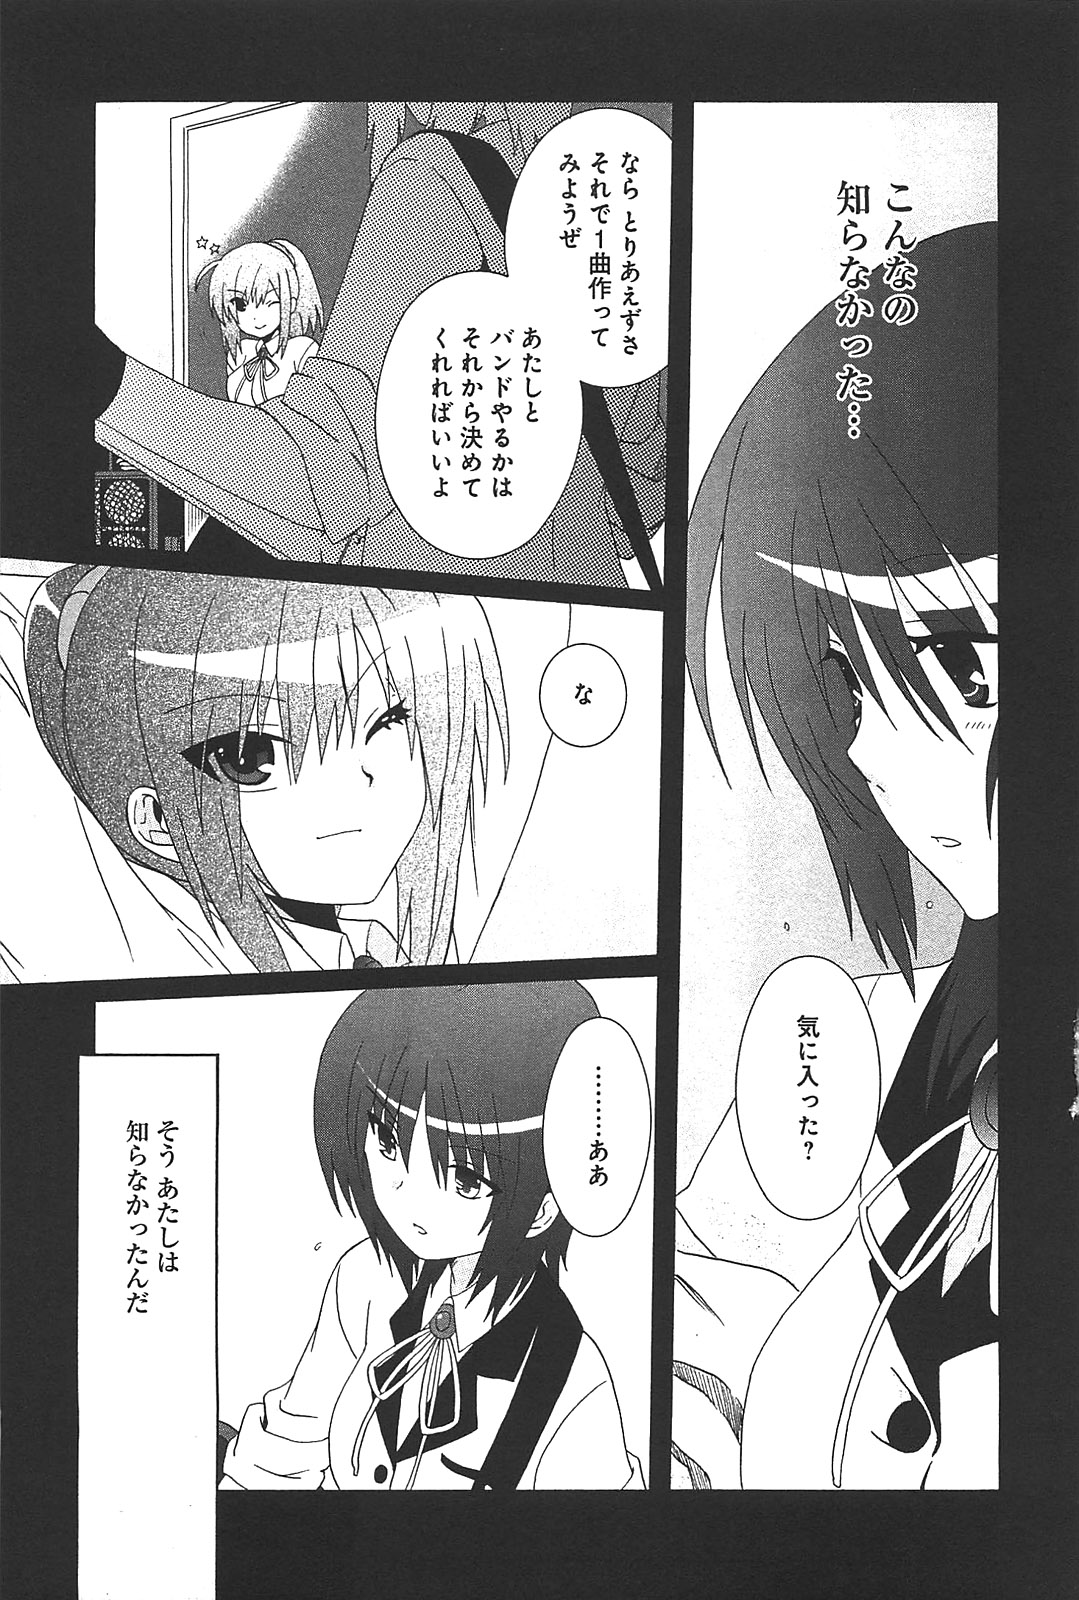 こんなの
知らなかった…
気に入った？
なら とりあえずさ
それで１曲作って
みようぜ
あたしと
バンドやるかは
それから決めて
くれればいいよ
な
………ああ
そう あたしは
知らなかったんだ